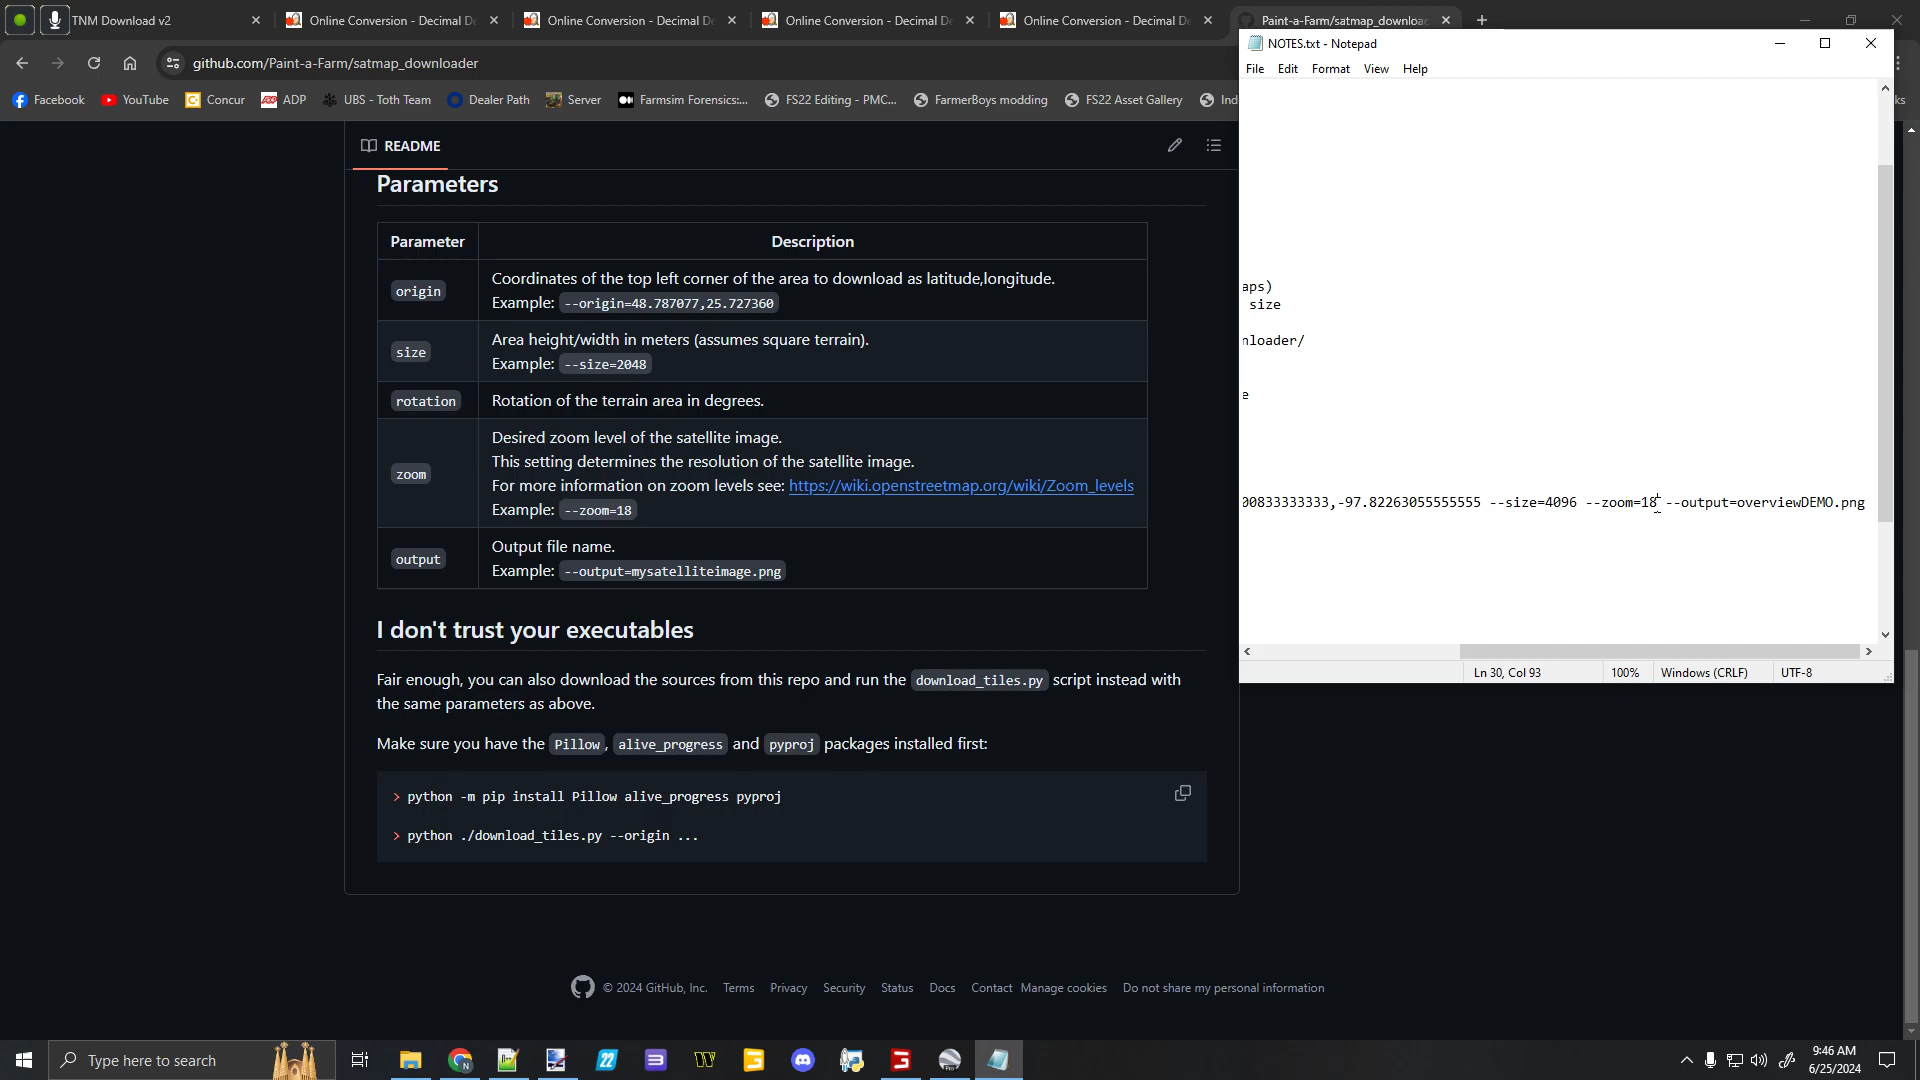 TNM Download v2
Online Conversion - Decimal De
Online Conversion - Decimal De
Online Conversion - Decimal De
Online Conversion - Decimal De
Paint-a-Farm/satmap_downloa
github.com/Paint-a-Farm/satmap_downloader
Facebook
YouTube
Concur
ADP
UBS - Toth Team
Dealer Path
Server
Farmsim Forensics:...
FS22 Editing - PMC...
FarmerBoys modding
FS22 Asset Gallery
Ind
ks
README
Parameters
Parameter Description
origin
Coordinates of the top left corner of the area to download as latitude,longitude.
Example: --origin=48.787077,25.727360
size
Area height/width in meters (assumes square terrain).
Example: --size=2048
rotation
Rotation of the terrain area in degrees.
zoom
Desired zoom level of the satellite image.
This setting determines the resolution of the satellite image.
For more information on zoom levels see: https://wiki.openstreetmap.org/wiki/Zoom_levels
Example: --zoom=18
output
Output file name.
Example: --output=mysatelliteimage.png
I don't trust your executables
Fair enough, you can also download the sources from this repo and run the download_tiles.py script instead with
the same parameters as above.
Make sure you have the Pillow, alive_progress and pyproj packages installed first:
> python -m pip install Pillow alive_progress pyproj
> python ./download_tiles.py --origin ...
© 2024 GitHub, Inc.
Terms
Privacy
Security
Status
Docs
Contact
Manage cookies
Do not share my personal information
NOTES.txt - Notepad
File Edit Format View Help
aps)
size
nloader/
e
00833333333,-97.82263055555555 --size=4096 --zoom=18 --output=overviewDEMO.png
Ln 30, Col 93
100%
Windows (CRLF)
UTF-8
Type here to search
22
9:46 AM
6/25/2024